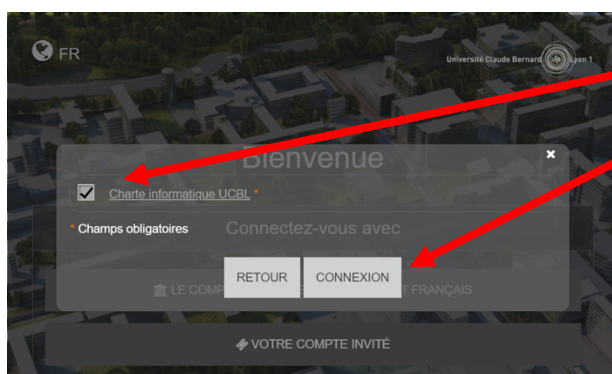 FR
Université Claude Bernard Lyon 1
Bienvenue
Charte informatique UCBL *
* Champs obligatoires
Connectez-vous avec
RETOUR
CONNEXION
LE COMP
T FRANÇAIS
VOTRE COMPTE INVITÉ